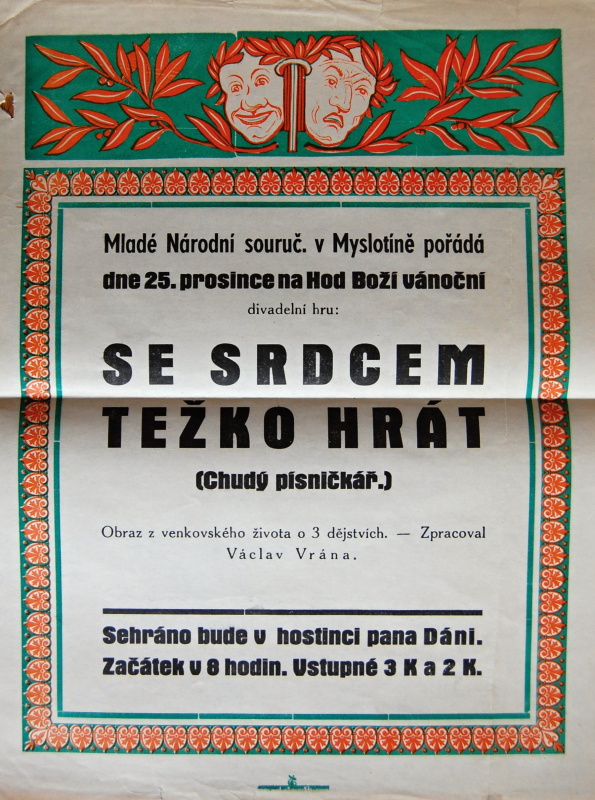 Mladé Národní souruč. v Myslotíně pořádá
dne 25. prosince na Hod Boží vánoční
divadelní hru:
SE SRDCEM
TEŽKO HRÁT
(Chudý písničkář.)
Obraz z venkovského života o 3 dějstvích. — Zpracoval
Václav Vrána.
Sehráno bude v hostinci pana Dáni.
Začátek v 8 hodin. Vstupné 3 K a 2 K.